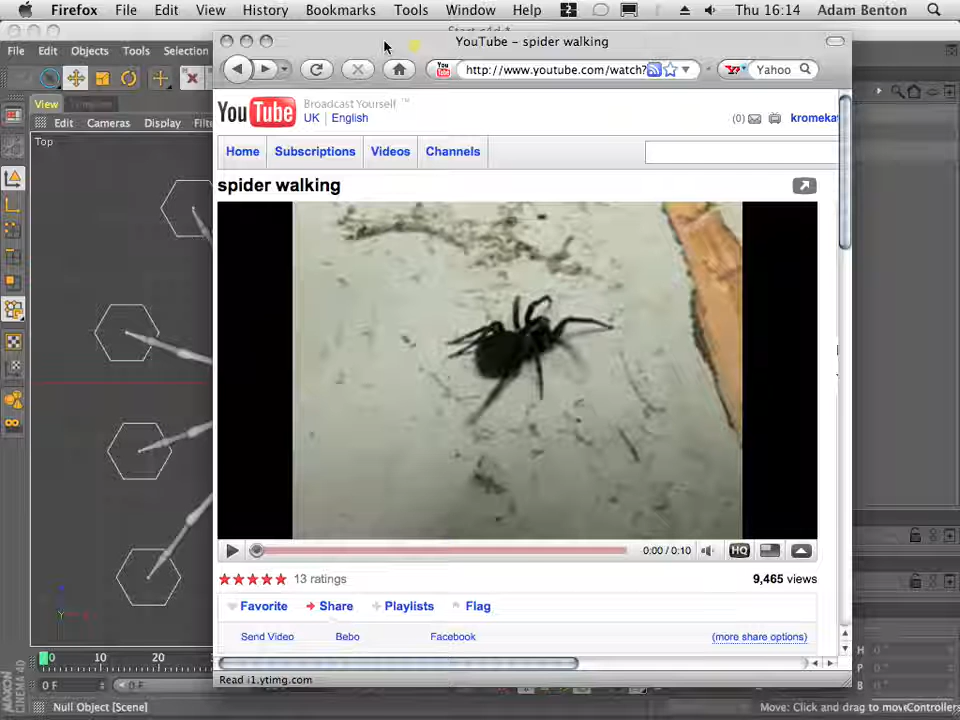 Firefox File Edit View History Bookmarks Tools Window Help 2 Thu 16:14 Adam Benton
File Edit Objects Tools Selection
YouTube – spider walking
http://www.youtube.com/watch?
Yahoo
View
Edit Cameras Display
Top
YouTube Broadcast Yourself ™
UK | English
(0) kromeka
Home Subscriptions Videos Channels
spider walking
0:00 / 0:10 HQ
13 ratings 9,465 views
Favorite Share Playlists Flag
Send Video Bebo Facebook (more share options)
0 10 20
0 F
H
P
B
Read i1.ytimg.com
MAXON CINEMA 4D
Null Object [Scene]
Move: Click and drag to mov
Controller